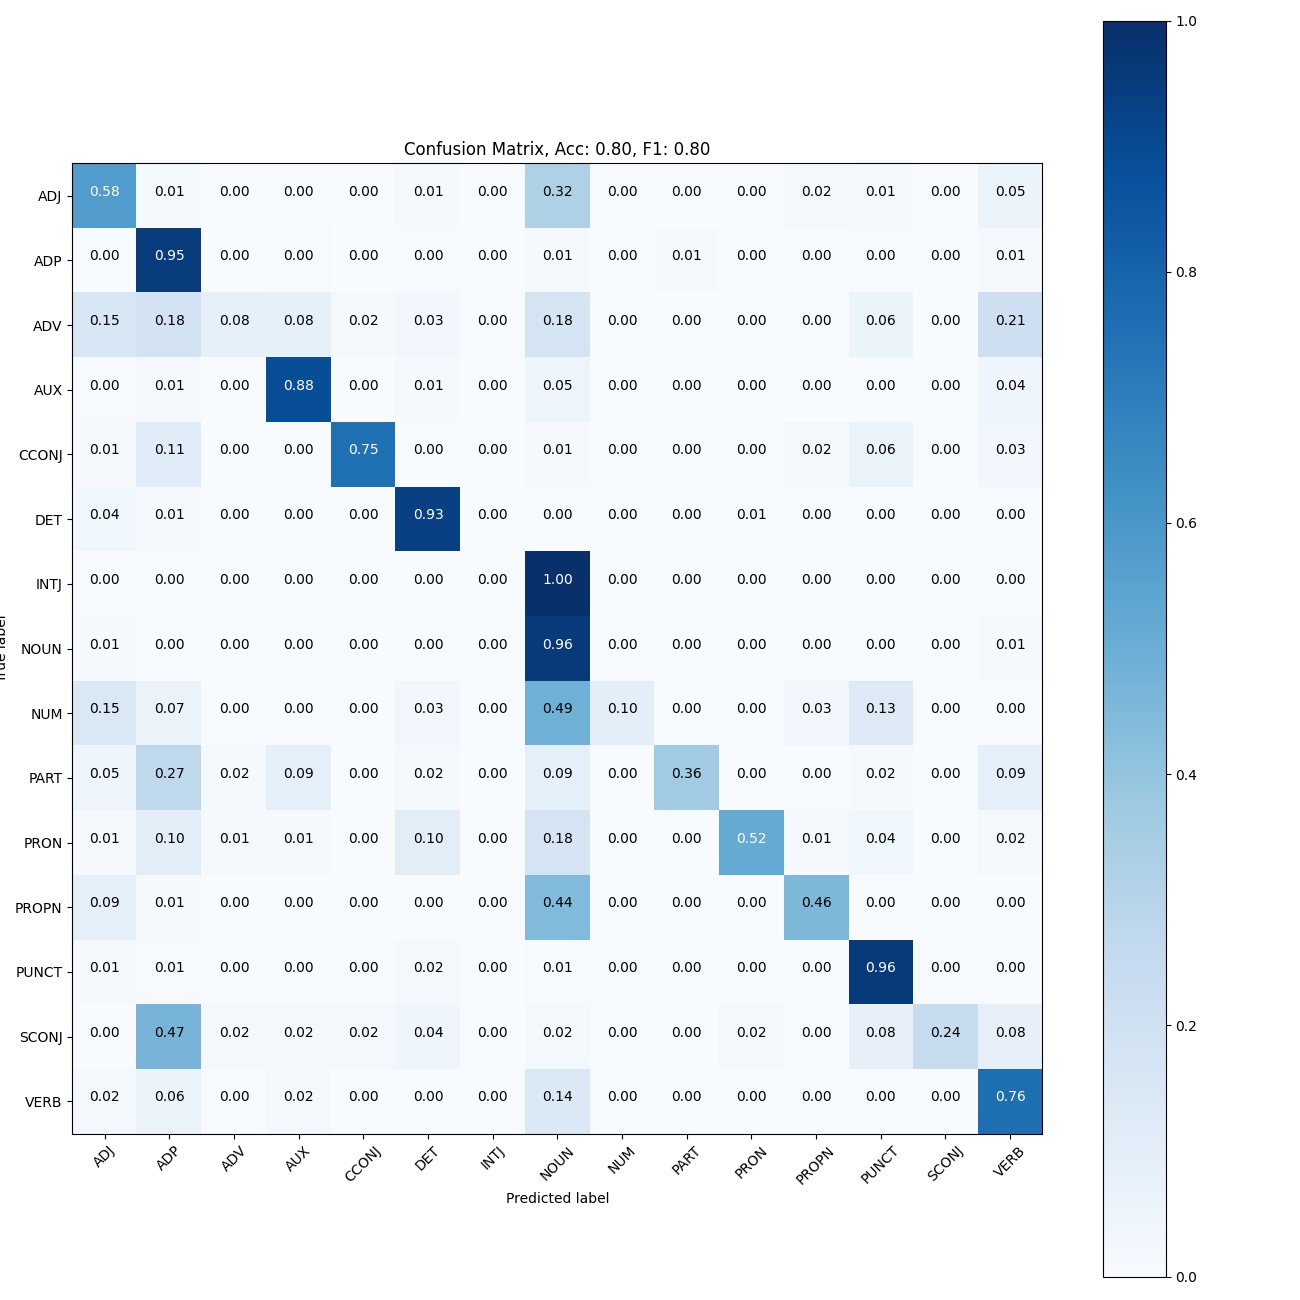 Confusion Matrix, Acc: 0.80, F1: 0.80
ADJ 0.58 0.01 0.00 0.00 0.00 0.01 0.00 0.32 0.00 0.00 0.00 0.02 0.01 0.00 0.05
ADP 0.00 0.95 0.00 0.00 0.00 0.00 0.00 0.01 0.00 0.01 0.00 0.00 0.00 0.00 0.01
ADV 0.15 0.18 0.08 0.08 0.02 0.03 0.00 0.18 0.00 0.00 0.00 0.00 0.06 0.00 0.21
AUX 0.00 0.01 0.00 0.88 0.00 0.01 0.00 0.05 0.00 0.00 0.00 0.00 0.00 0.00 0.04
CCONJ 0.01 0.11 0.00 0.00 0.75 0.00 0.00 0.01 0.00 0.00 0.00 0.02 0.06 0.00 0.03
DET 0.04 0.01 0.00 0.00 0.00 0.93 0.00 0.00 0.00 0.00 0.01 0.00 0.00 0.00 0.00
INTJ 0.00 0.00 0.00 0.00 0.00 0.00 0.00 1.00 0.00 0.00 0.00 0.00 0.00 0.00 0.00
NOUN 0.01 0.00 0.00 0.00 0.00 0.00 0.00 0.96 0.00 0.00 0.00 0.00 0.00 0.00 0.01
NUM 0.15 0.07 0.00 0.00 0.00 0.03 0.00 0.49 0.10 0.00 0.00 0.03 0.13 0.00 0.00
PART 0.05 0.27 0.02 0.09 0.00 0.02 0.00 0.09 0.00 0.36 0.00 0.00 0.02 0.00 0.09
PRON 0.01 0.10 0.01 0.01 0.00 0.10 0.00 0.18 0.00 0.00 0.52 0.01 0.04 0.00 0.02
PROPN 0.09 0.01 0.00 0.00 0.00 0.00 0.00 0.44 0.00 0.00 0.00 0.46 0.00 0.00 0.00
PUNCT 0.01 0.01 0.00 0.00 0.00 0.02 0.00 0.01 0.00 0.00 0.00 0.00 0.96 0.00 0.00
SCONJ 0.00 0.47 0.02 0.02 0.02 0.04 0.00 0.02 0.00 0.00 0.02 0.00 0.08 0.24 0.08
VERB 0.02 0.06 0.00 0.02 0.00 0.00 0.00 0.14 0.00 0.00 0.00 0.00 0.00 0.00 0.76
ADJ ADP ADV AUX CCONJ DET INTJ NOUN NUM PART PRON PROPN PUNCT SCONJ VERB
Predicted label
1.0
0.8
0.6
0.4
0.2
0.0